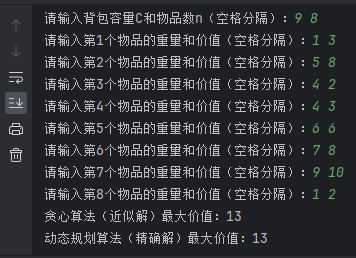 请输入背包容量C和物品数n（空格分隔）：9 8
请输入第1个物品的重量和价值（空格分隔）：1 3
请输入第2个物品的重量和价值（空格分隔）：5 8
请输入第3个物品的重量和价值（空格分隔）：4 2
请输入第4个物品的重量和价值（空格分隔）：4 3
请输入第5个物品的重量和价值（空格分隔）：6 6
请输入第6个物品的重量和价值（空格分隔）：7 8
请输入第7个物品的重量和价值（空格分隔）：9 10
请输入第8个物品的重量和价值（空格分隔）：1 2
贪心算法（近似解）最大价值：13
动态规划算法（精确解）最大价值：13